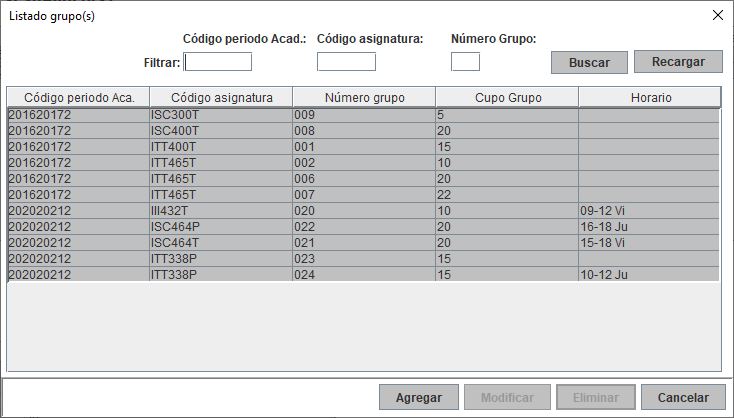 Listado grupo(s)
Código periodo Acad.: Código asignatura: Número Grupo:
Filtrar: Buscar Recargar
Código periodo Aca. Código asignatura Número grupo Cupo Grupo Horario
201620172 ISC300T 009 5
201620172 ISC400T 008 20
201620172 ITT400T 001 15
201620172 ITT465T 002 10
201620172 ITT465T 006 20
201620172 ITT465T 007 22
202020212 III432T 020 10 09-12 Vi
202020212 ISC464P 022 20 16-18 Ju
202020212 ISC464T 021 20 15-18 Vi
202020212 ITT338P 023 15
202020212 ITT338P 024 15 10-12 Ju
Agregar Modificar Eliminar Cancelar